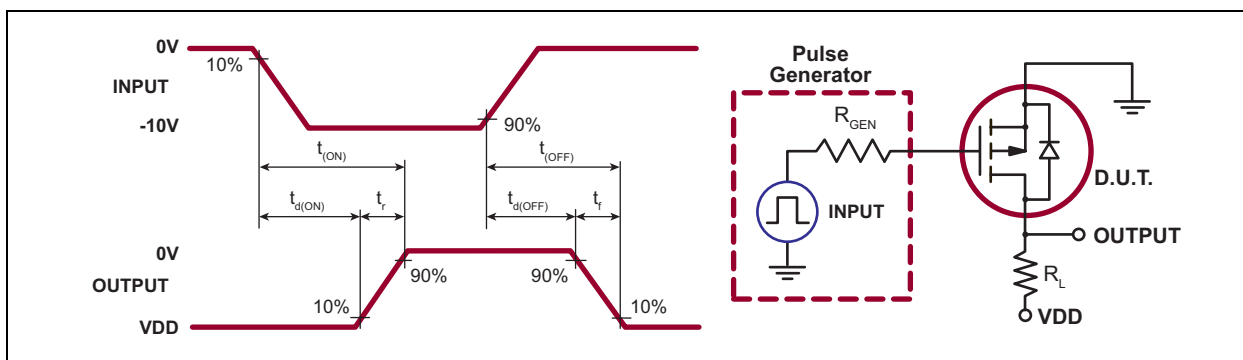 0V
10%
INPUT
-10V
90%
t(ON)
t(OFF)
td(ON)
tr
td(OFF)
tf
0V
90%
90%
OUTPUT
10%
10%
VDD
Pulse
Generator
RGEN
INPUT
D.U.T.
OUTPUT
RL
VDD